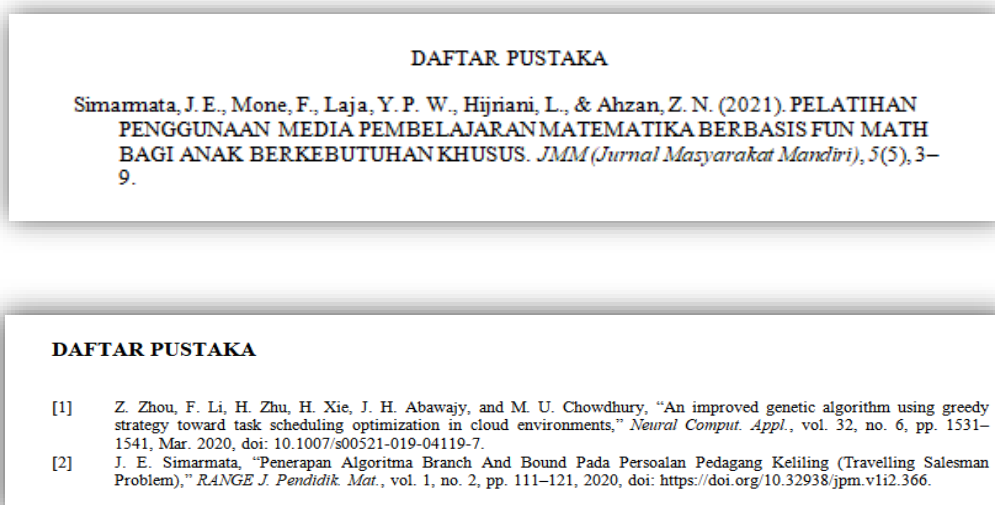 DAFTAR PUSTAKA
Simarmata, J. E., Mone, F., Laja, Y. P. W., Hijriani, L., & Ahzan, Z. N. (2021). PELATIHAN
PENGGUNAAN MEDIA PEMBELAJARAN MATEMATIKA BERBASIS FUN MATH
BAGI ANAK BERKEBUTUHAN KHUSUS. JMM (Jurnal Masyarakat Mandiri), 5(5), 3–
9.
DAFTAR PUSTAKA
[1] Z. Zhou, F. Li, H. Zhu, H. Xie, J. H. Abawajy, and M. U. Chowdhury, “An improved genetic algorithm using greedy
strategy toward task scheduling optimization in cloud environments,” Neural Comput. Appl., vol. 32, no. 6, pp. 1531–
1541, Mar. 2020, doi: 10.1007/s00521-019-04119-7.
[2] J. E. Simarmata, “Penerapan Algoritma Branch And Bound Pada Persoalan Pedagang Keliling (Travelling Salesman
Problem),” RANGE J. Pendidik. Mat., vol. 1, no. 2, pp. 111–121, 2020, doi: https://doi.org/10.32938/jpm.v1i2.366.